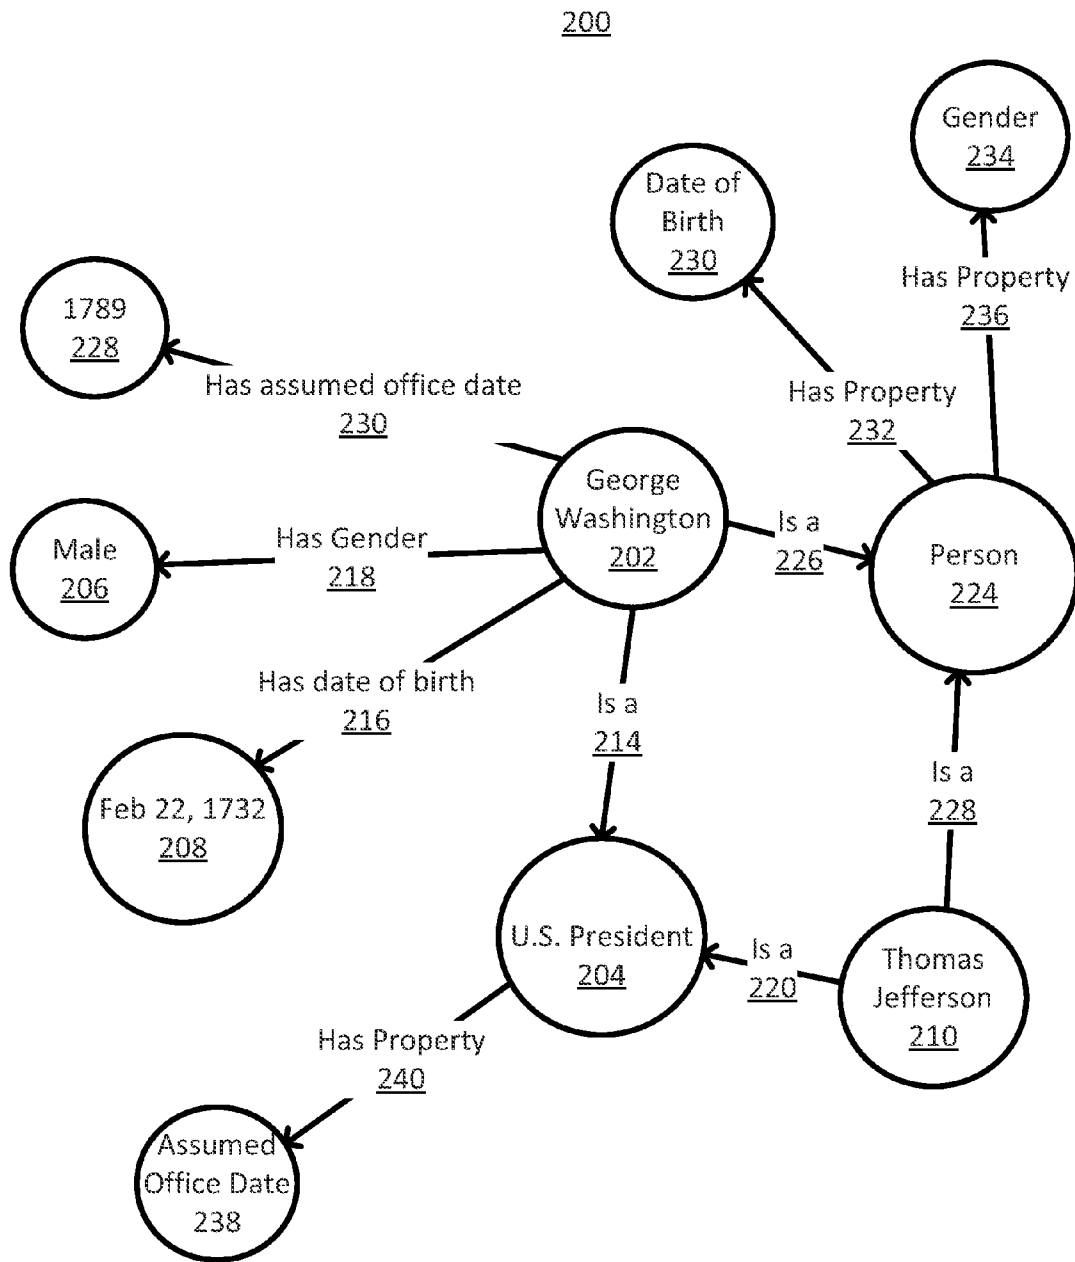 200
Gender
234
Date of
Birth
230
Has Property
236
1789
228
Has assumed office date
230
Has Property
232
George
Washington
202
Is a
226
Person
224
Male
206
Has Gender
218
Has date of birth
216
Is a
214
Feb 22, 1732
208
Is a
228
U.S. President
204
Is a
220
Thomas
Jefferson
210
Has Property
240
Assumed
Office Date
238